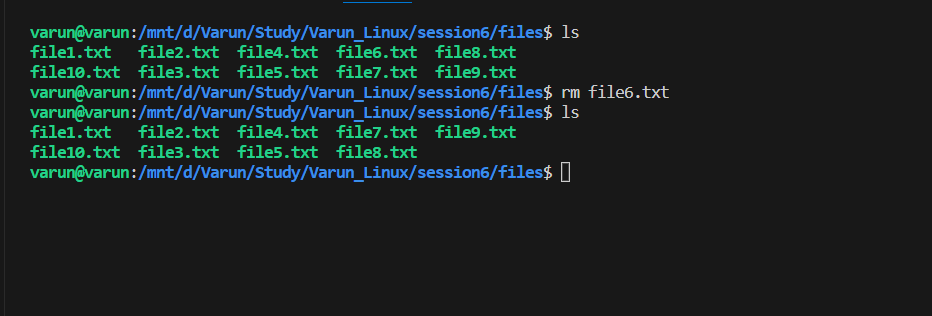 varun@varun:/mnt/d/Varun/Study/Varun_Linux/session6/files$ ls
file1.txt   file2.txt  file4.txt  file6.txt  file8.txt
file10.txt  file3.txt  file5.txt  file7.txt  file9.txt
varun@varun:/mnt/d/Varun/Study/Varun_Linux/session6/files$ rm file6.txt
varun@varun:/mnt/d/Varun/Study/Varun_Linux/session6/files$ ls
file1.txt   file2.txt  file4.txt  file7.txt  file9.txt
file10.txt  file3.txt  file5.txt  file8.txt
varun@varun:/mnt/d/Varun/Study/Varun_Linux/session6/files$